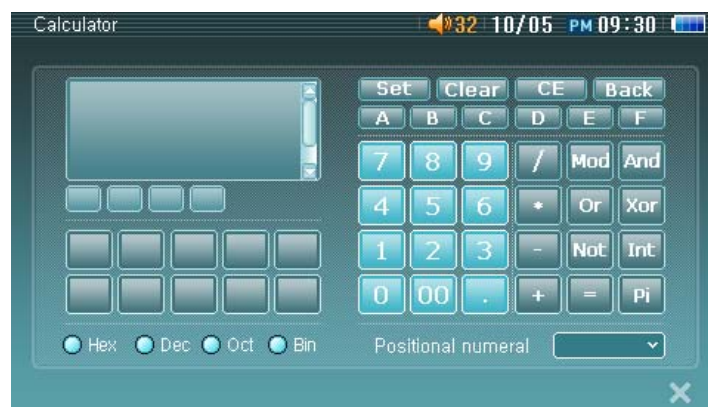 Calculator 32 10/05 PM 09:30
Set Clear CE Back
A B C D E F
7 8 9 / Mod And
4 5 6 * Or Xor
1 2 3 - Not Int
0 00 . + = Pi
Hex Dec Oct Bin Positional numeral